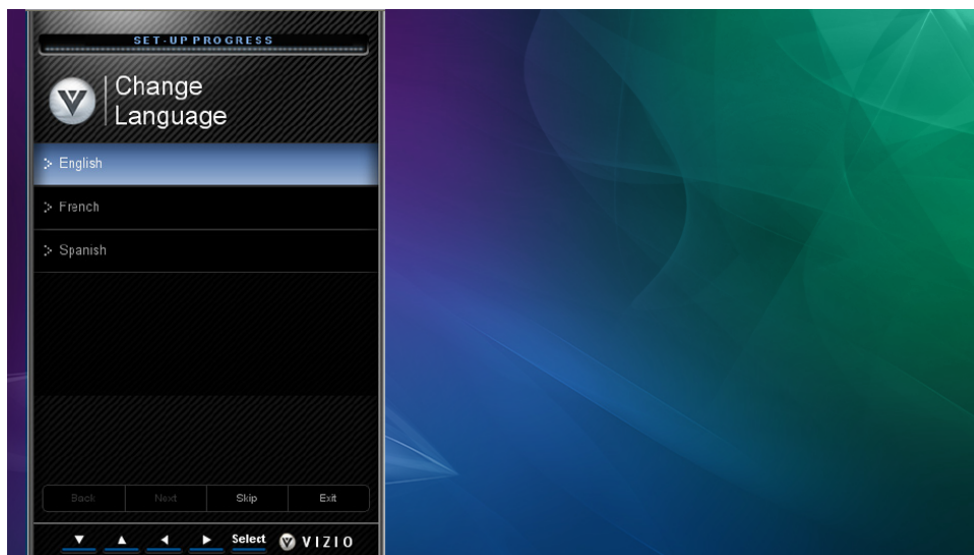 SET-UP PROGRESS
Change
Language
English
French
Spanish
Back Next Skip Exit
Select VIZIO